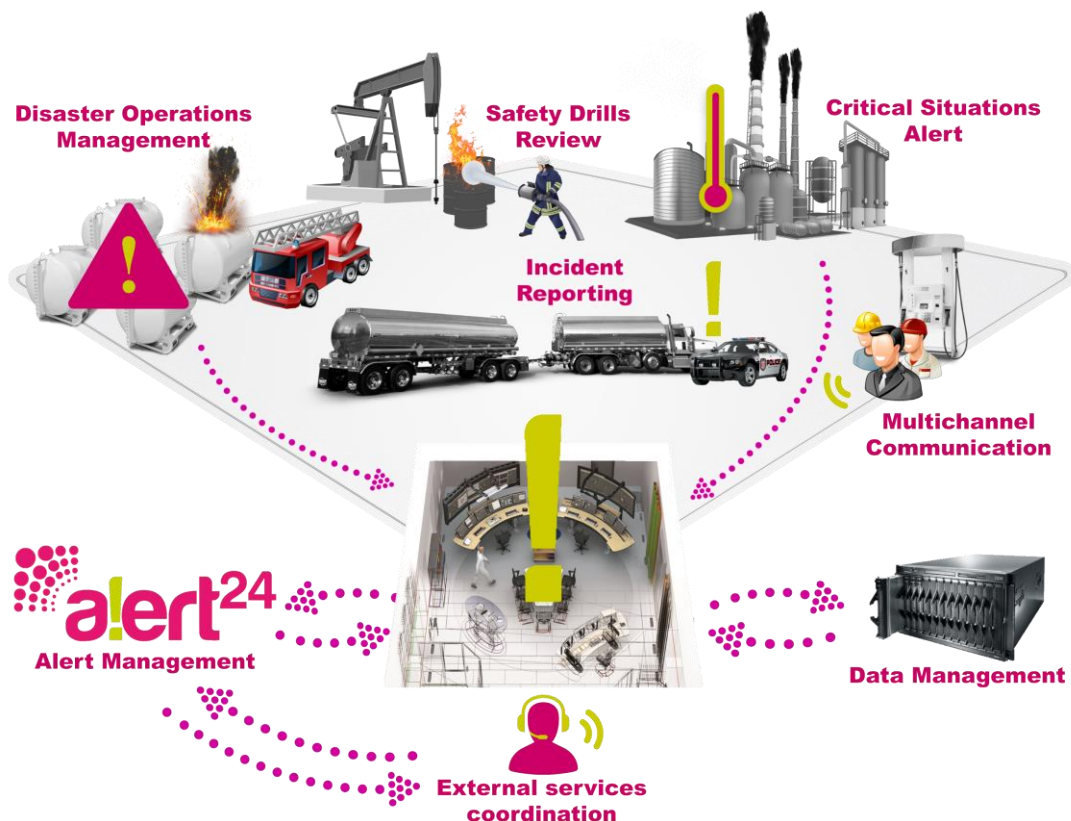 Disaster Operations
Management
Safety Drills
Review
Critical Situations
Alert
Incident
Reporting
POLICE
Multichannel
Communication
a!ert24
Alert Management
Data Management
External services
coordination